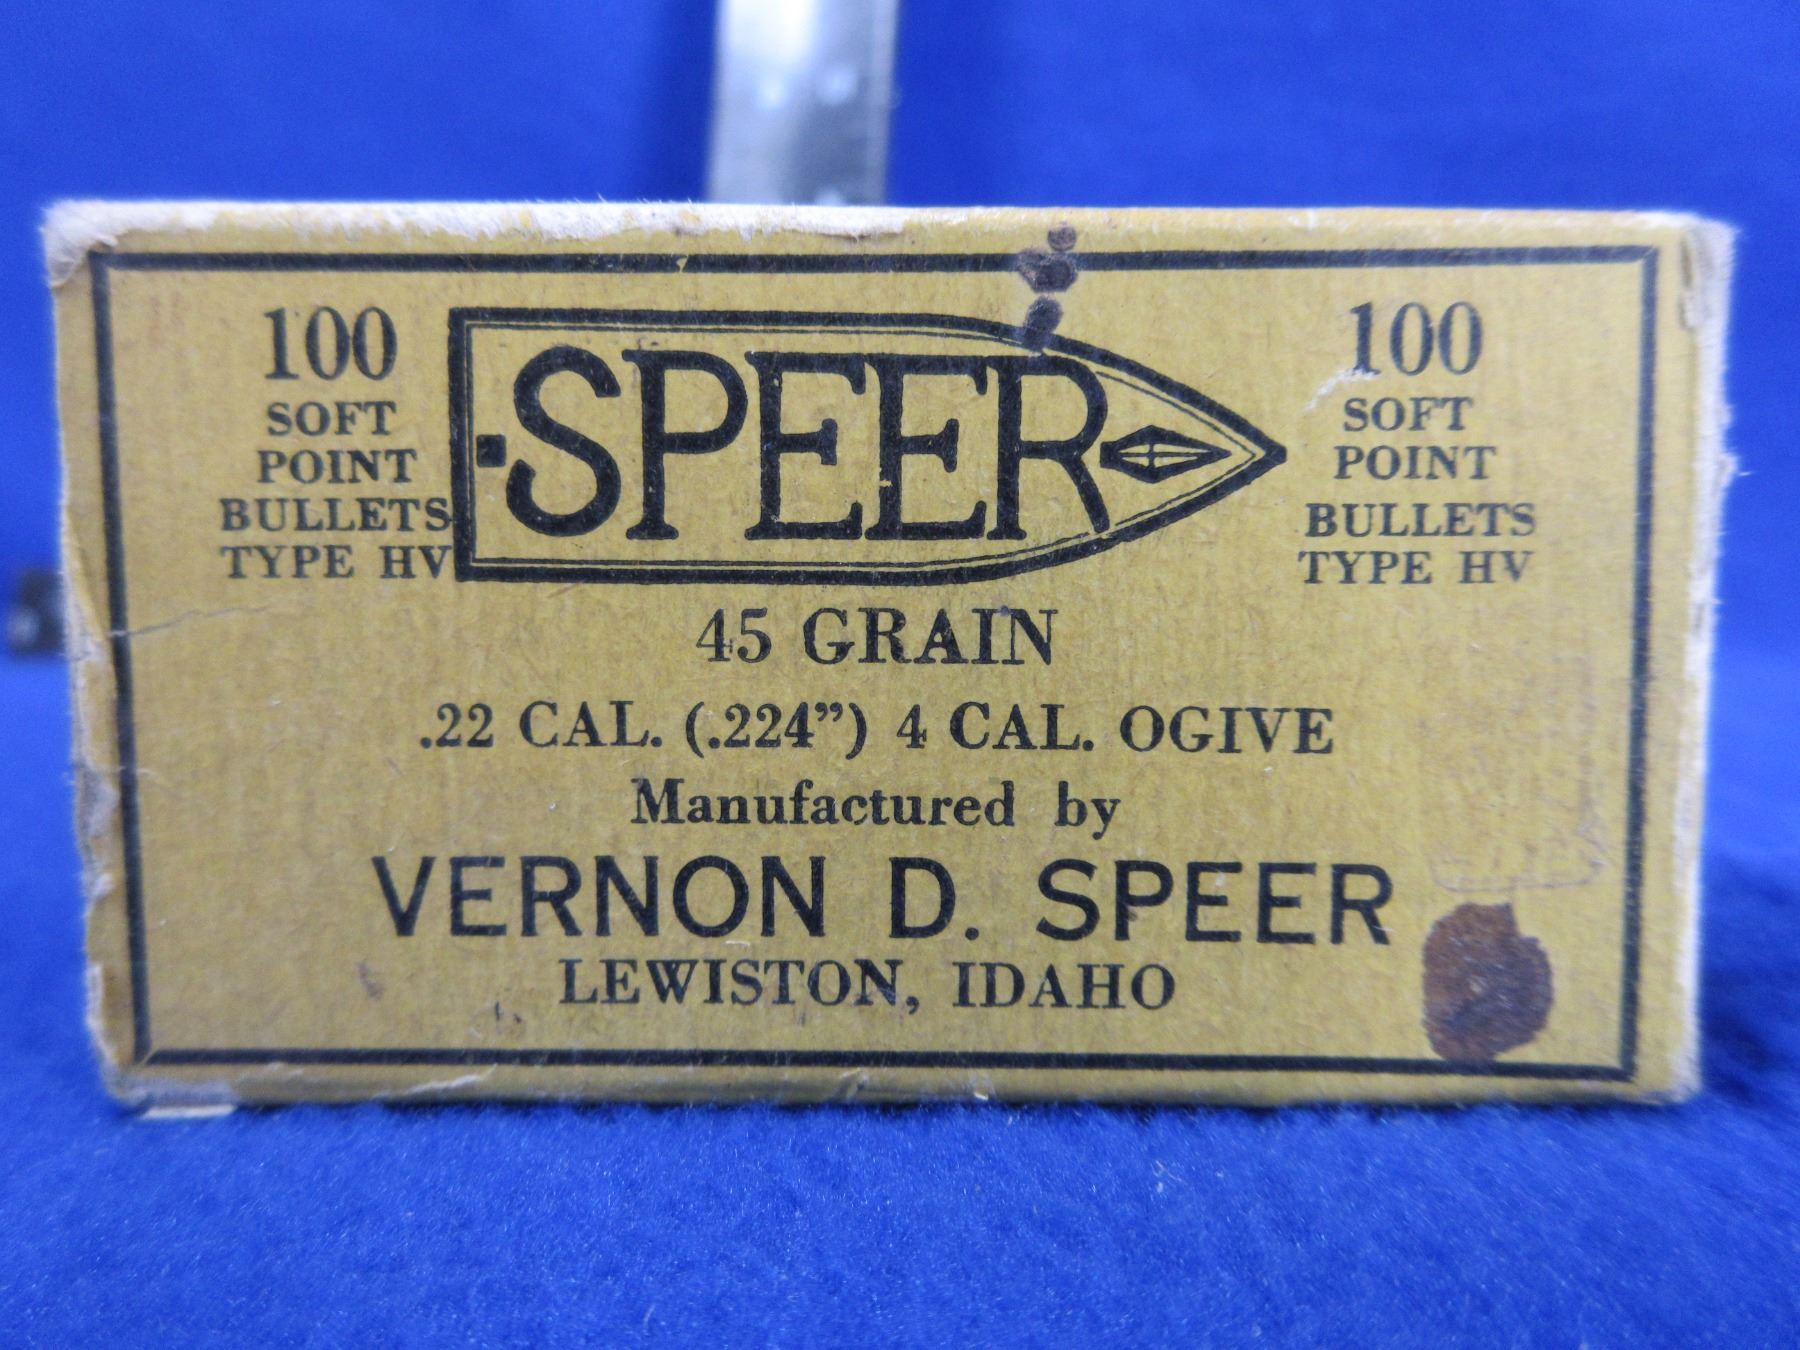 100
SOFT
POINT
BULLETS
TYPE HV
SPEER
100
SOFT
POINT
BULLETS
TYPE HV
45 GRAIN
.22 CAL. (.224”) 4 CAL. OGIVE
Manufactured by
VERNON D. SPEER
LEWISTON, IDAHO